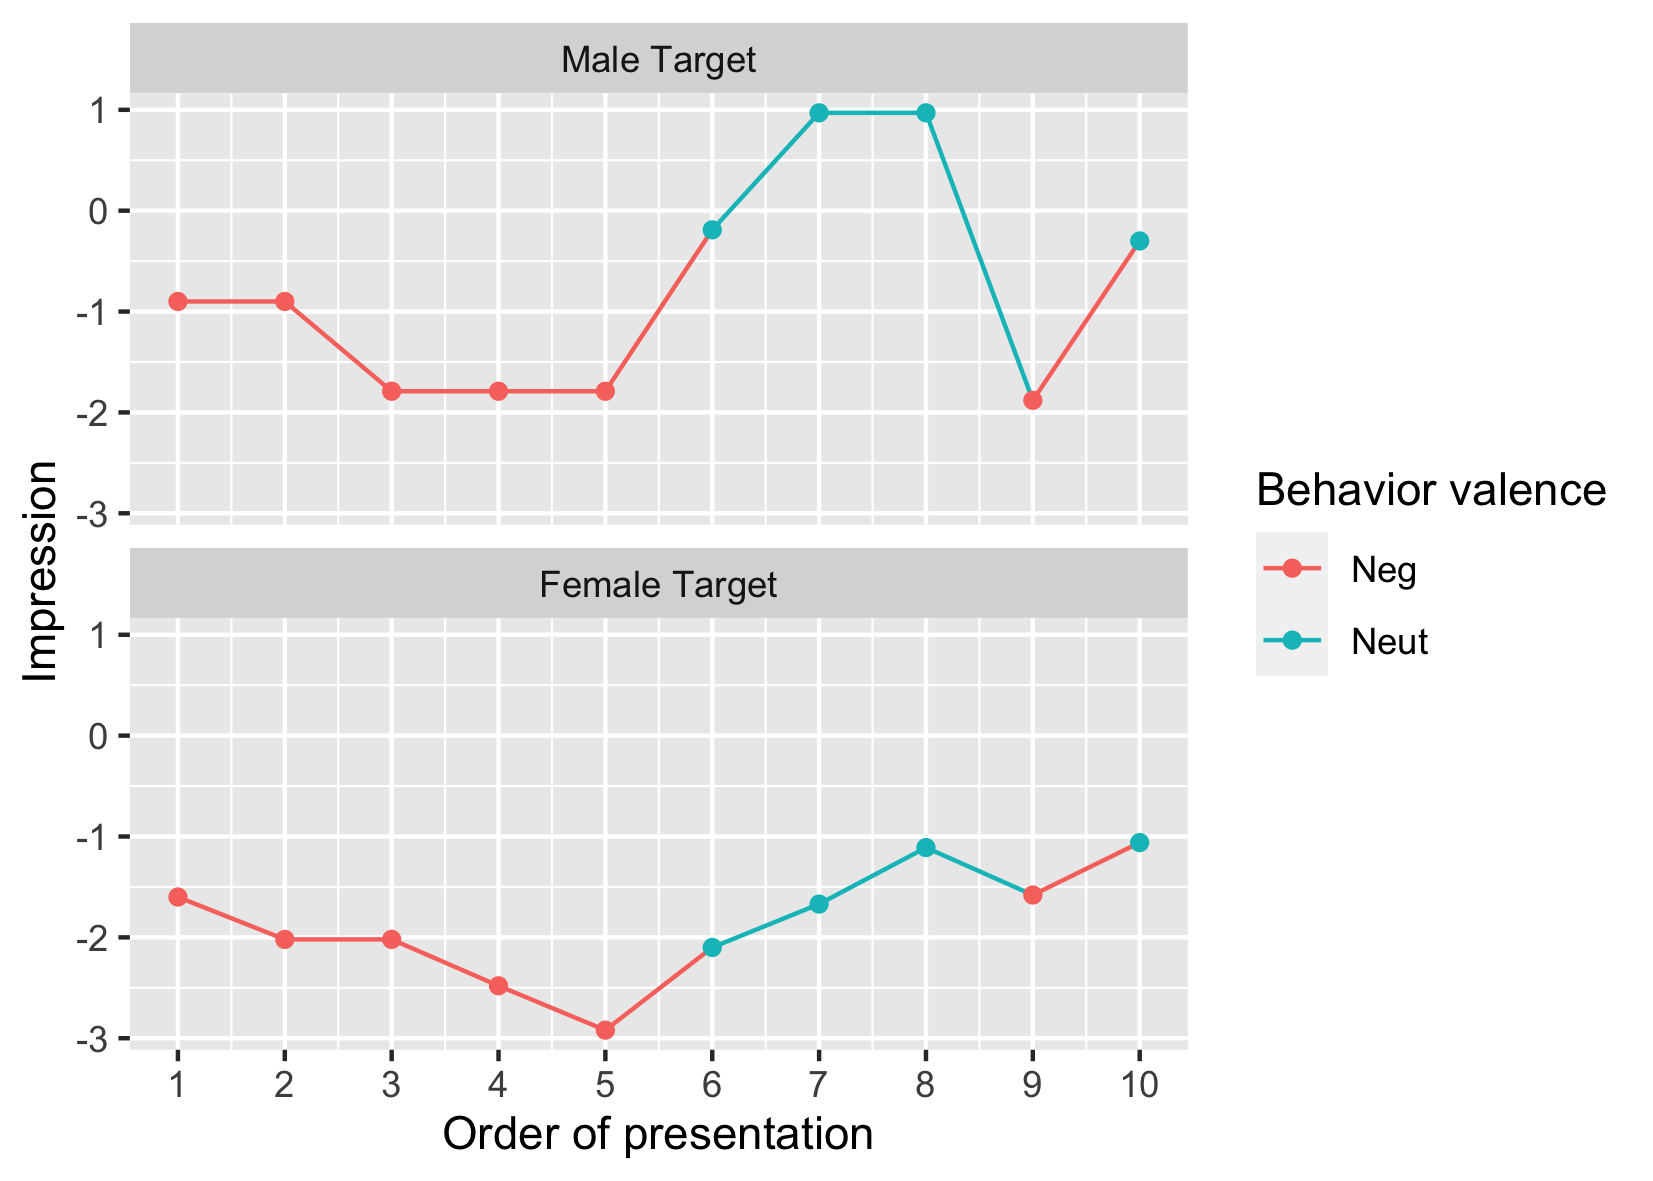 Male Target
1
0
-1
-2
-3
Female Target
1
0
-1
-2
-3
1 2 3 4 5 6 7 8 9 10
Order of presentation
Impression
Behavior valence
Neg
Neut